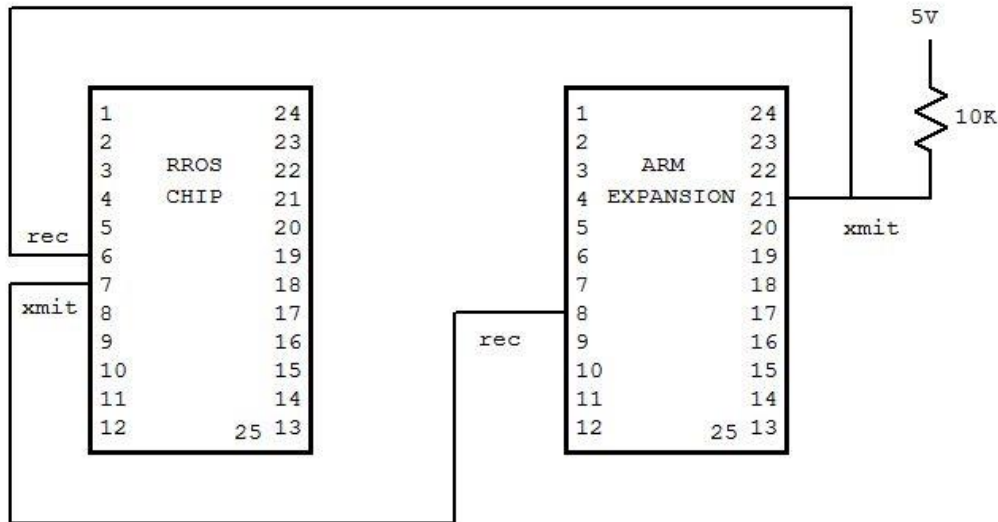 5V
10K
1 24
2 23
3 RROS 22
4 CHIP 21
5 20
6 19
7 18
8 17
9 16
10 15
11 14
12 25 13
rec
xmit
1 24
2 23
3 ARM 22
4 EXPANSION 21
5 20
6 19
7 18
8 17
9 16
10 15
11 14
12 25 13
rec
xmit